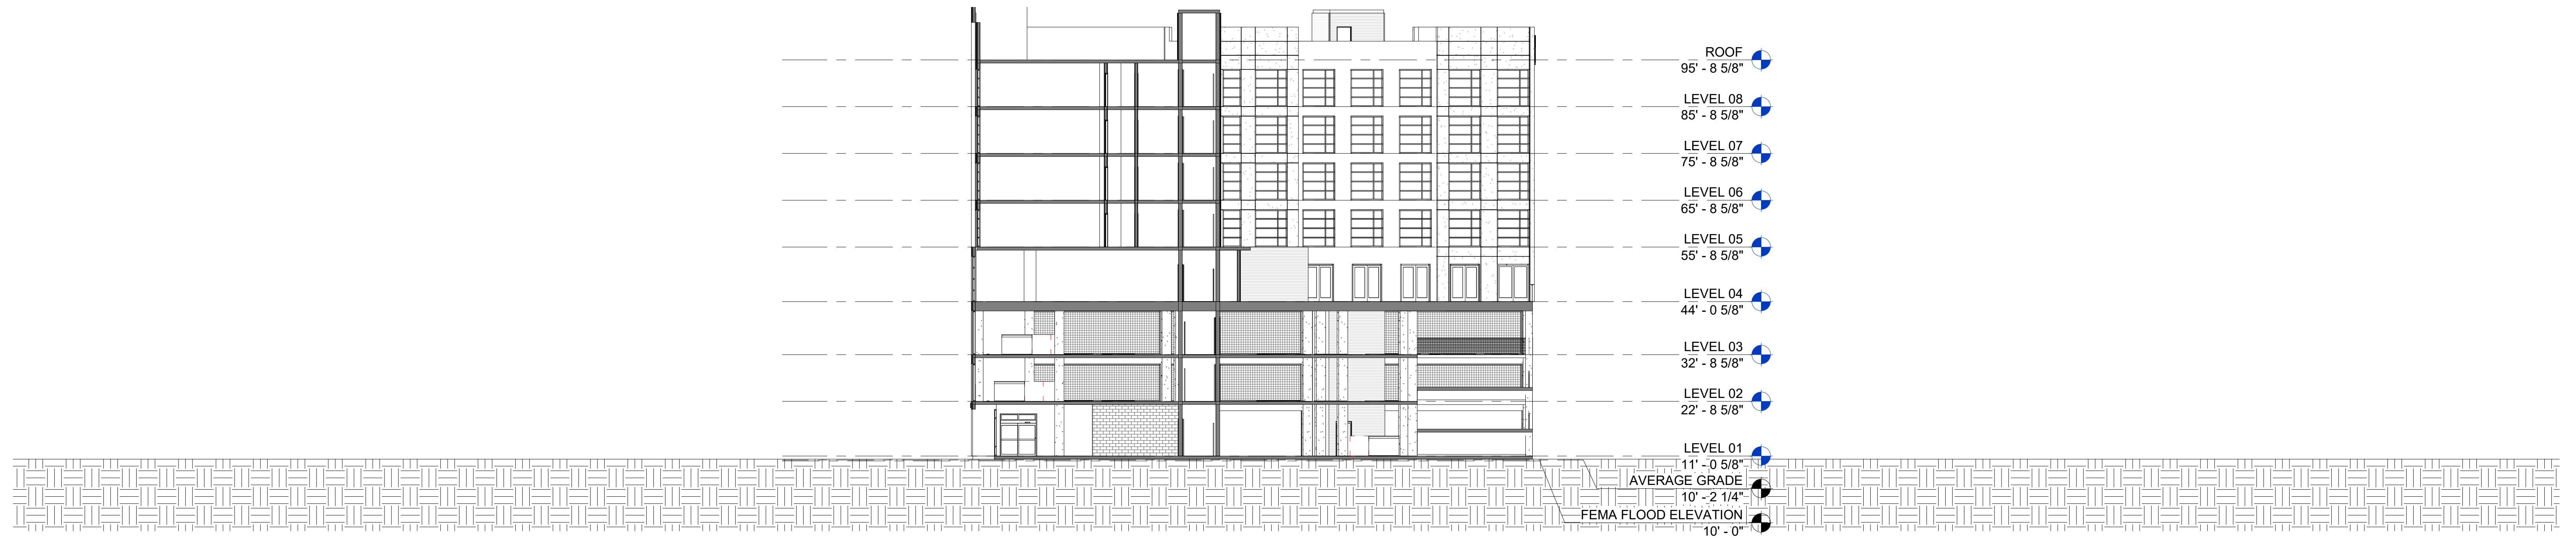 ROOF
95' - 8 5/8"
LEVEL 08
85' - 8 5/8"
LEVEL 07
75' - 8 5/8"
LEVEL 06
65' - 8 5/8"
LEVEL 05
55' - 8 5/8"
LEVEL 04
44' - 0 5/8"
LEVEL 03
32' - 8 5/8"
LEVEL 02
22' - 8 5/8"
LEVEL 01
11' - 0 5/8"
AVERAGE GRADE
10' - 2 1/4"
FEMA FLOOD ELEVATION
10' - 0"